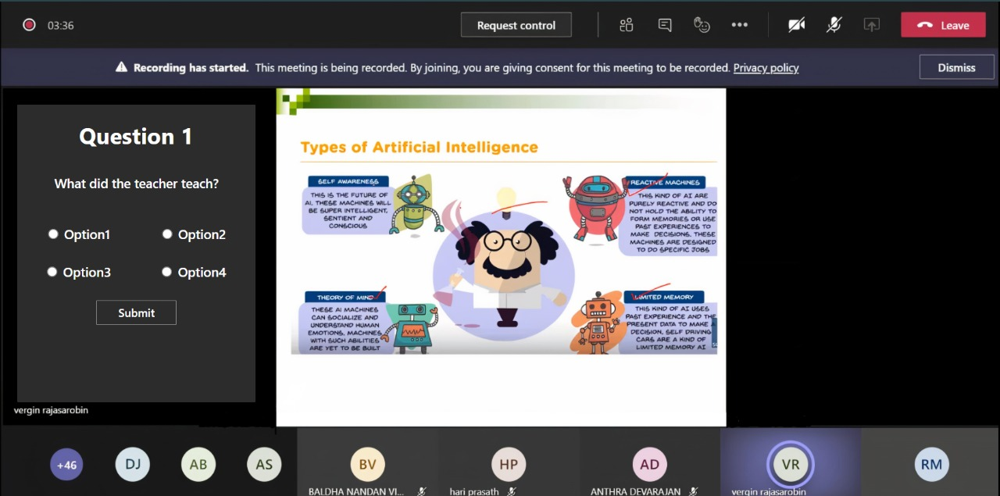 03:36
Request control
Leave
Recording has started. This meeting is being recorded. By joining, you are giving consent for this meeting to be recorded. Privacy policy
Dismiss
Question 1
What did the teacher teach?
Option1
Option2
Option3
Option4
Submit
vergin rajasarobin
Types of Artificial Intelligence
SELF AWARENESS
THIS IS THE FUTURE OF
AI. THESE MACHINES WILL
BE SUPER INTELLIGENT,
SENTIENT AND
CONSCIOUS
REACTIVE MACHINES
THIS KIND OF AI ARE
PURELY REACTIVE AND DO
NOT HOLD THE ABILITY TO
FORM MEMORIES OR USE
PAST EXPERIENCES TO
MAKE DECISIONS. THESE
MACHINES ARE DESIGNED
TO DO SPECIFIC JOBS
THEORY OF MIND
THESE AI MACHINES
CAN SOCIALIZE AND
UNDERSTAND HUMAN
EMOTIONS. MACHINES
WITH SUCH ABILITIES
ARE YET TO BE BUILT
LIMITED MEMORY
THIS KIND OF AI USES
PAST EXPERIENCE AND THE
PRESENT DATA TO MAKE A
DECISION. SELF DRIVING
CARS ARE A KIND OF
LIMITED MEMORY AI
+46
DJ
AB
AS
BV
BALDHA NANDAN VI...
HP
hari prasath
AD
ANTHRA DEVARAJAN
VR
vergin rajasarobin
RM